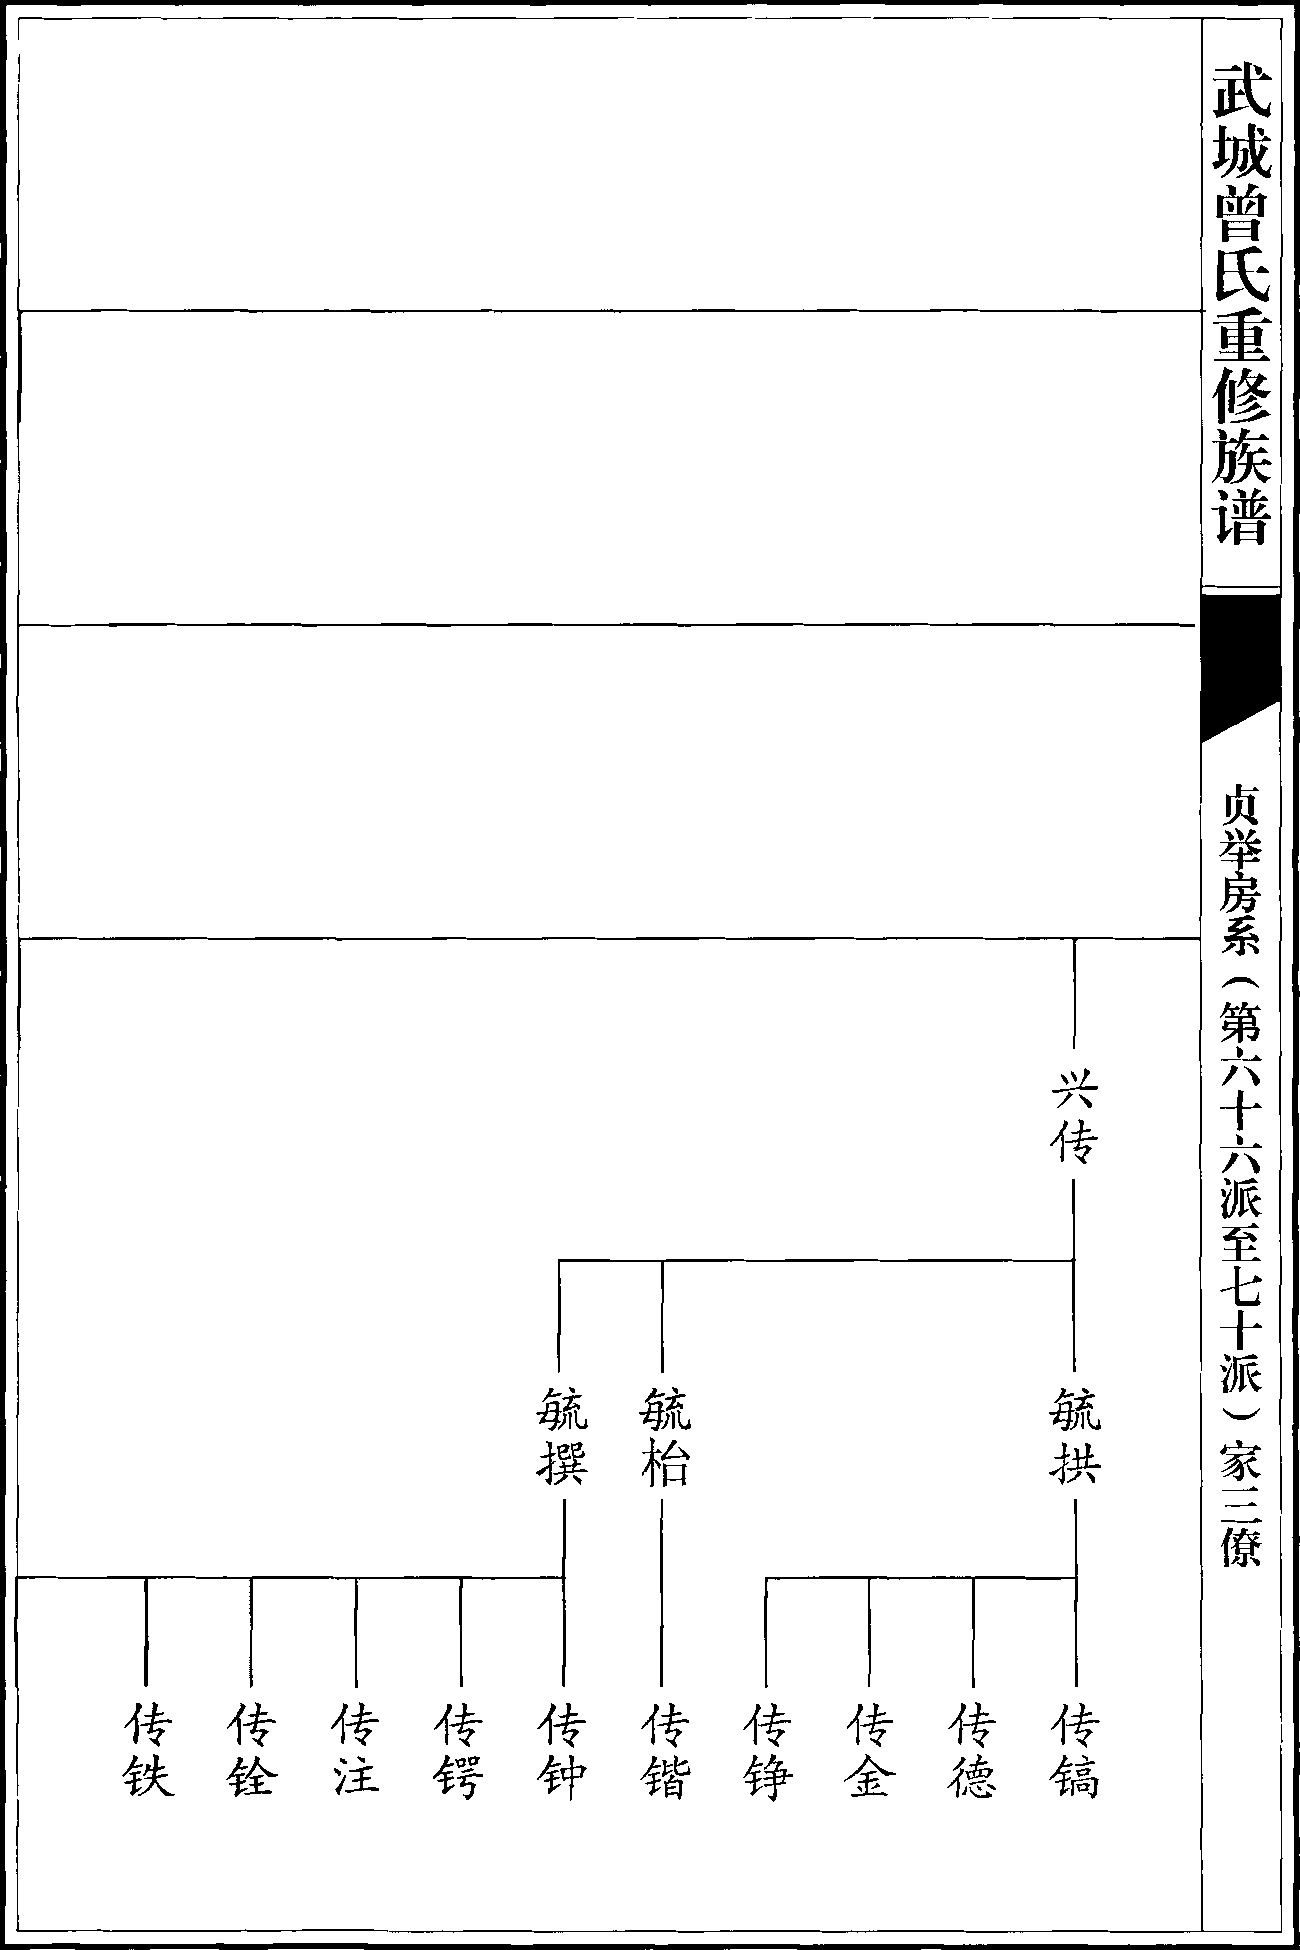 武城曾氏重修族谱
贞举房系（第六十六派至七十派）家三僚
兴传
毓拱
毓枱
毓撰
传镐
传德
传金
传铮
传锴
传钟
传锷
传注
传铨
传铁